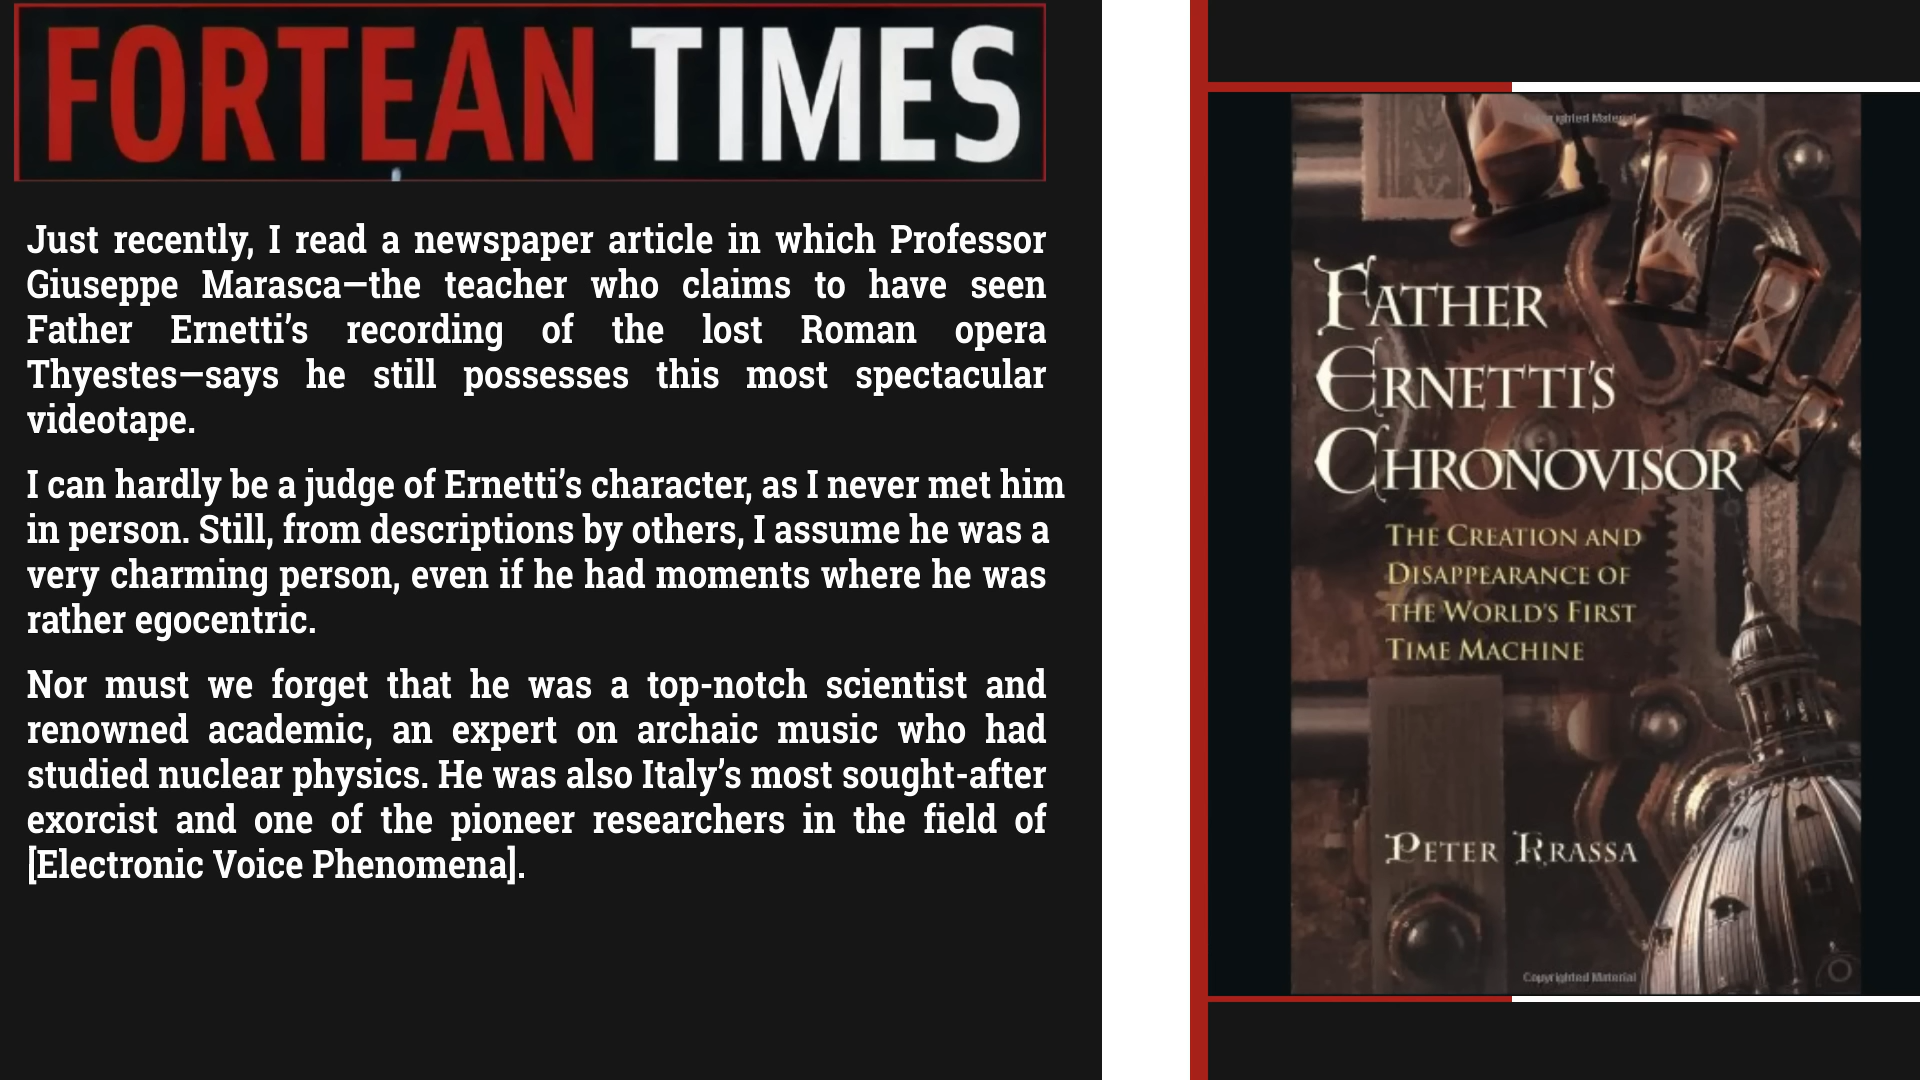 FORTEAN TIMES
Just recently, I read a newspaper article in which Professor
Giuseppe Marasca—the teacher who claims to have seen
Father Ernetti’s recording of the lost Roman opera
Thyestes—says he still possesses this most spectacular
videotape.
I can hardly be a judge of Ernetti’s character, as I never met him
in person. Still, from descriptions by others, I assume he was a
very charming person, even if he had moments where he was
rather egocentric.
Nor must we forget that he was a top-notch scientist and
renowned academic, an expert on archaic music who had
studied nuclear physics. He was also Italy’s most sought-after
exorcist and one of the pioneer researchers in the field of
[Electronic Voice Phenomena].
Copyrighted Material
FATHER
ERNETTI’S
CHRONOVISOR
THE CREATION AND
DISAPPEARANCE OF
THE WORLD’S FIRST
TIME MACHINE
PETER KRASSA
Copyrighted Material